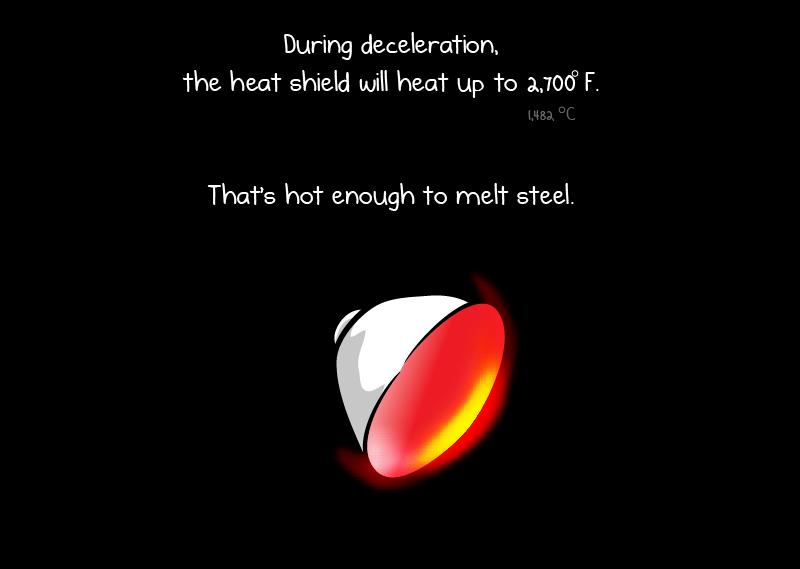 During deceleration,
the heat shield will heat up to 2,700° F.
1,482, °C
That's hot enough to melt steel.